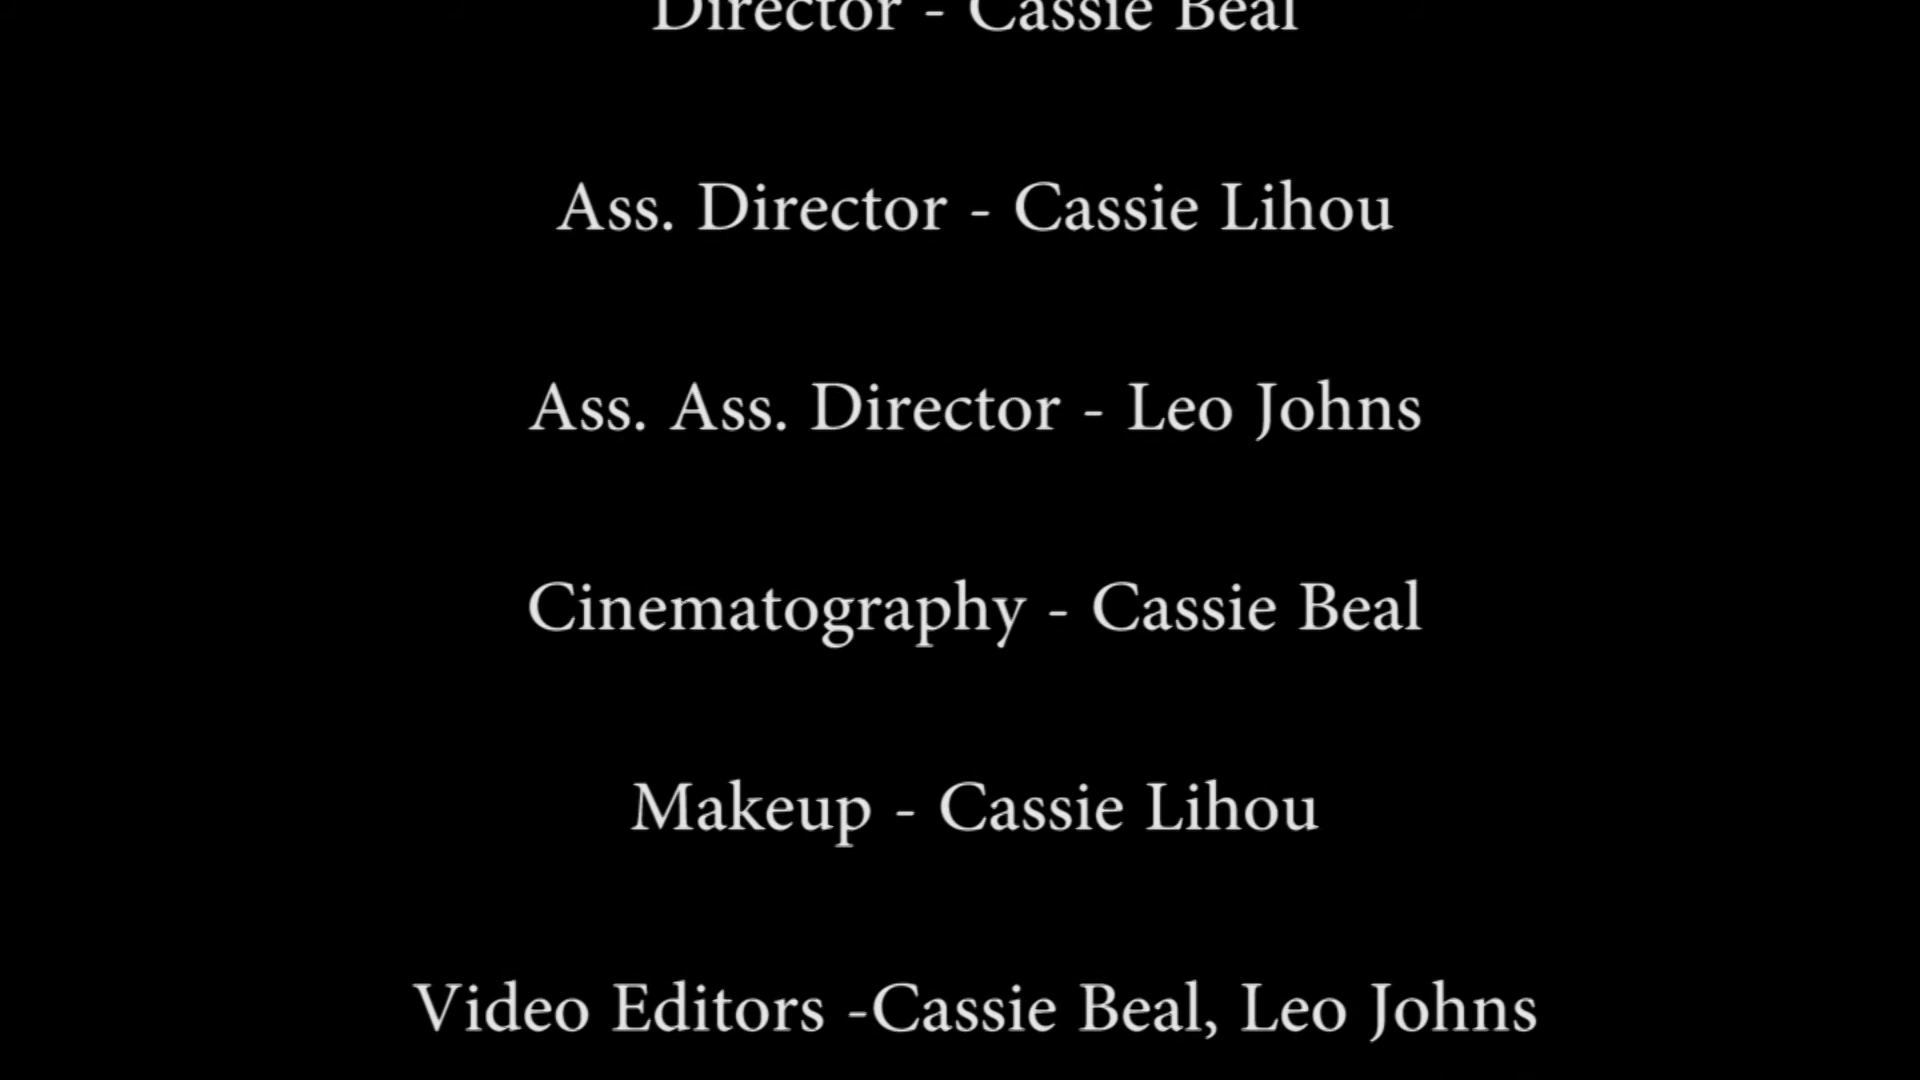 Director - Cassie Beal
Ass. Director - Cassie Lihou
Ass. Ass. Director - Leo Johns
Cinematography - Cassie Beal
Makeup - Cassie Lihou
Video Editors -Cassie Beal, Leo Johns